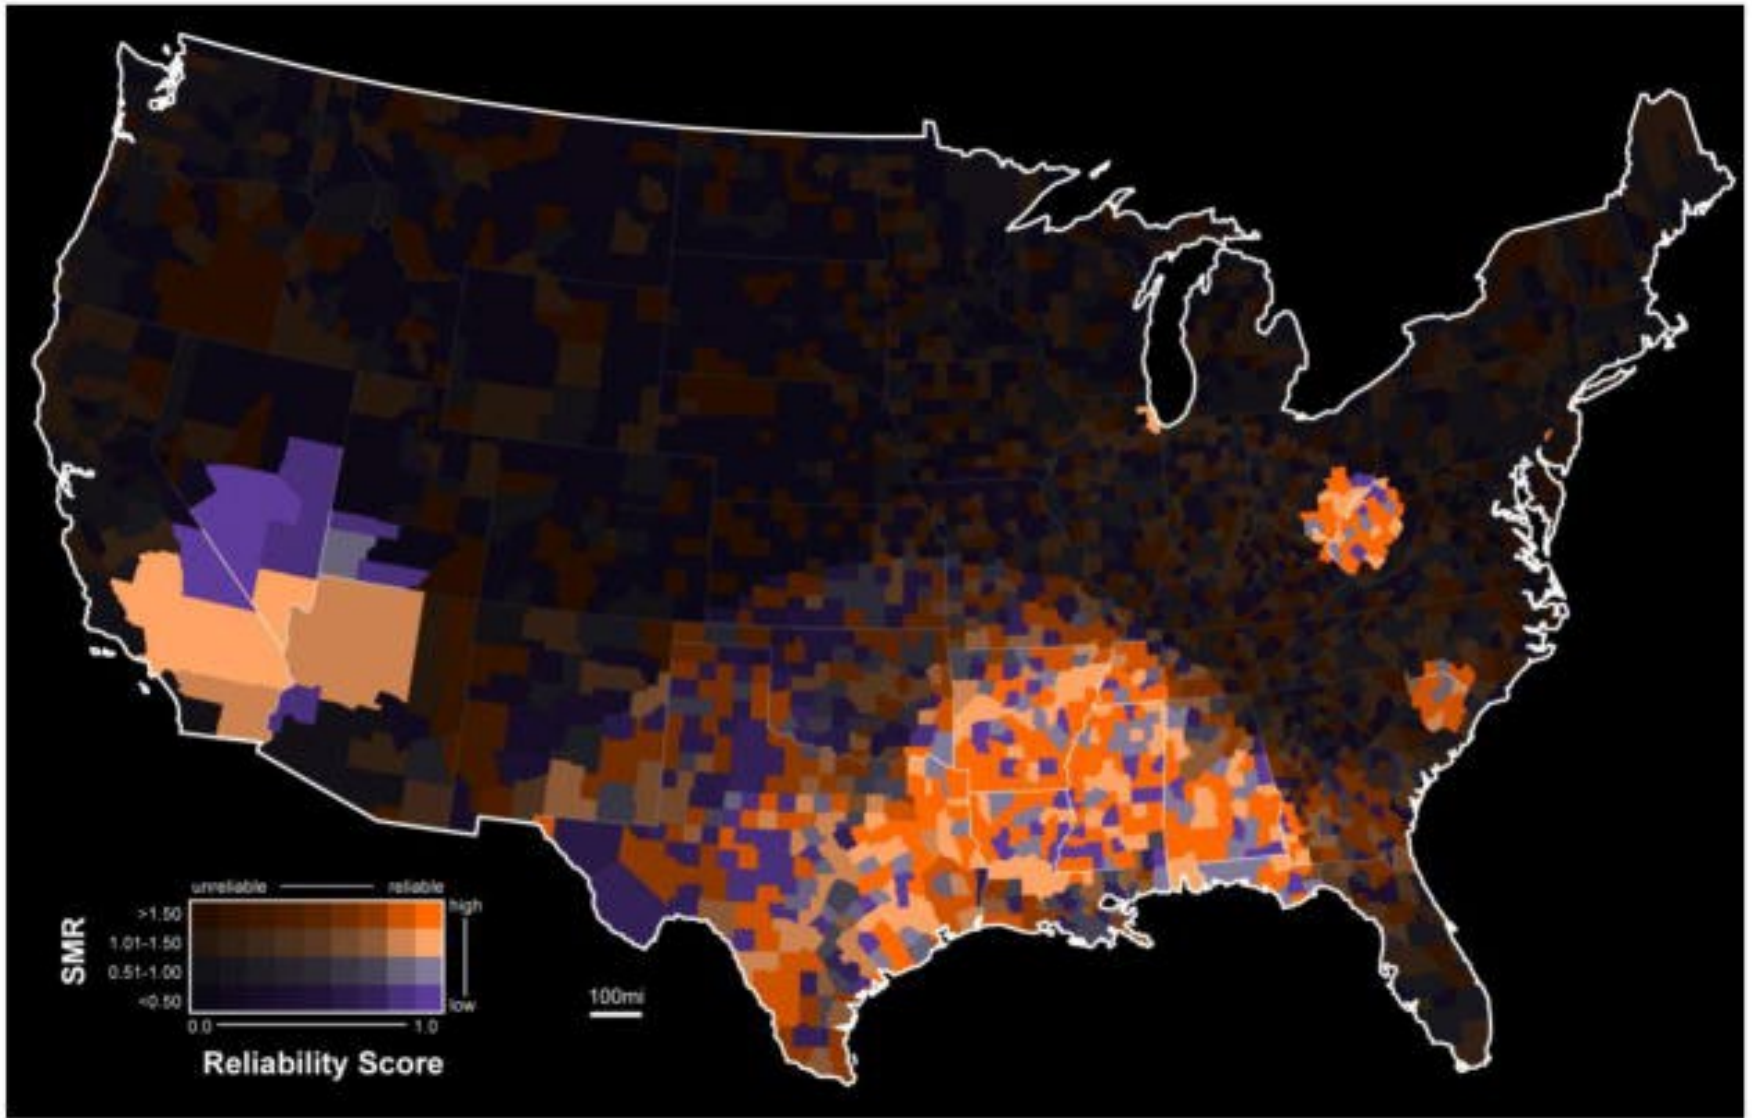 unreliable reliable
SMR
>1.50 high
1.01-1.50
0.51-1.00
<0.50 low
0.0 1.0
Reliability Score
100mi